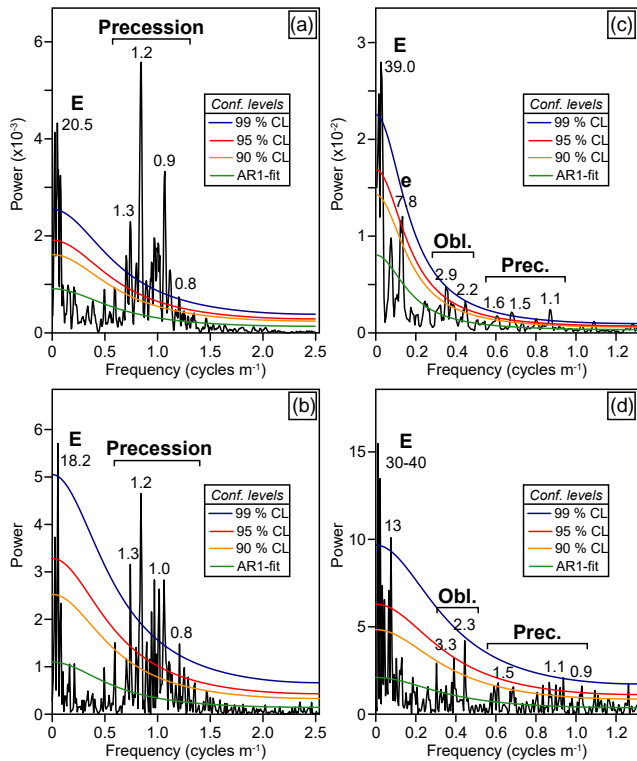 Precession
(a)
6
1.2
E
20.5
Conf. levels
99 % CL
95 % CL
90 % CL
AR1-fit
4
0.9
1.3
2
0.8
0
Power (x10⁻³)
0 0.5 1.0 1.5 2.0 2.5
Frequency (cycles m⁻¹)
(c)
E
39.0
3
Conf. levels
99 % CL
95 % CL
90 % CL
AR1-fit
2
e
7.8
Obl.
1
2.9
2.2
Prec.
1.6
1.5
1.1
0
Power (x10⁻²)
0 0.2 0.4 0.6 0.8 1.0 1.2
Frequency (cycles m⁻¹)
(b)
E
18.2
6
Precession
1.2
5
Conf. levels
99 % CL
95 % CL
90 % CL
AR1-fit
4
1.3
1.0
3
2
0.8
1
0
Power
0 0.5 1.0 1.5 2.0 2.5
Frequency (cycles m⁻¹)
(d)
E
30-40
15
13
Conf. levels
99 % CL
95 % CL
90 % CL
AR1-fit
10
Obl.
2.3
3.3
5
Prec.
1.5
1.1
0.9
0
Power
0 0.2 0.4 0.6 0.8 1.0 1.2
Frequency (cycles m⁻¹)